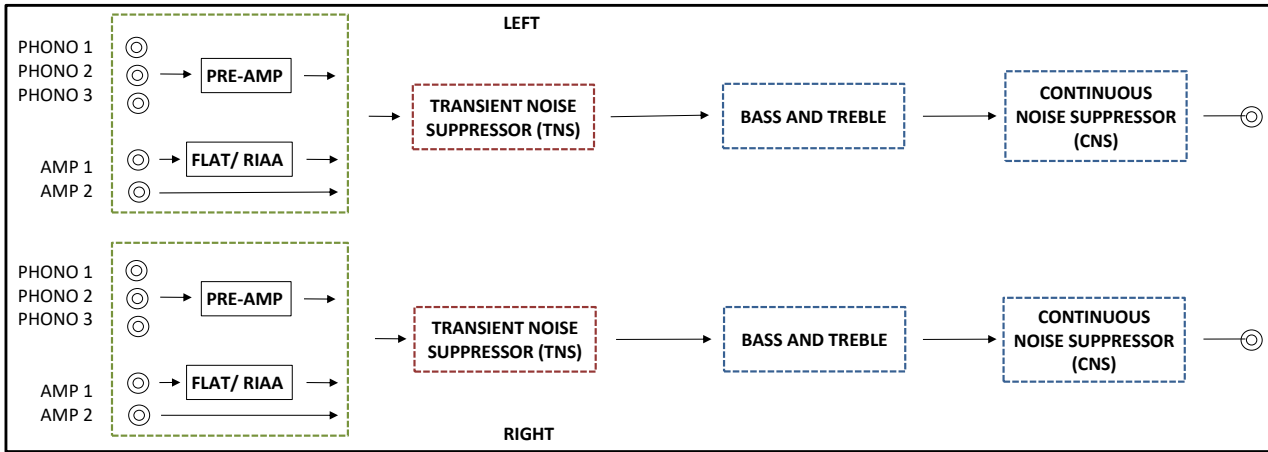 LEFT
PHONO 1
PHONO 2
PHONO 3
PRE-AMP
AMP 1
AMP 2
FLAT/ RIAA
TRANSIENT NOISE
SUPPRESSOR (TNS)
BASS AND TREBLE
CONTINUOUS
NOISE SUPPRESSOR
(CNS)
PHONO 1
PHONO 2
PHONO 3
PRE-AMP
AMP 1
AMP 2
FLAT/ RIAA
TRANSIENT NOISE
SUPPRESSOR (TNS)
BASS AND TREBLE
CONTINUOUS
NOISE SUPPRESSOR
(CNS)
RIGHT